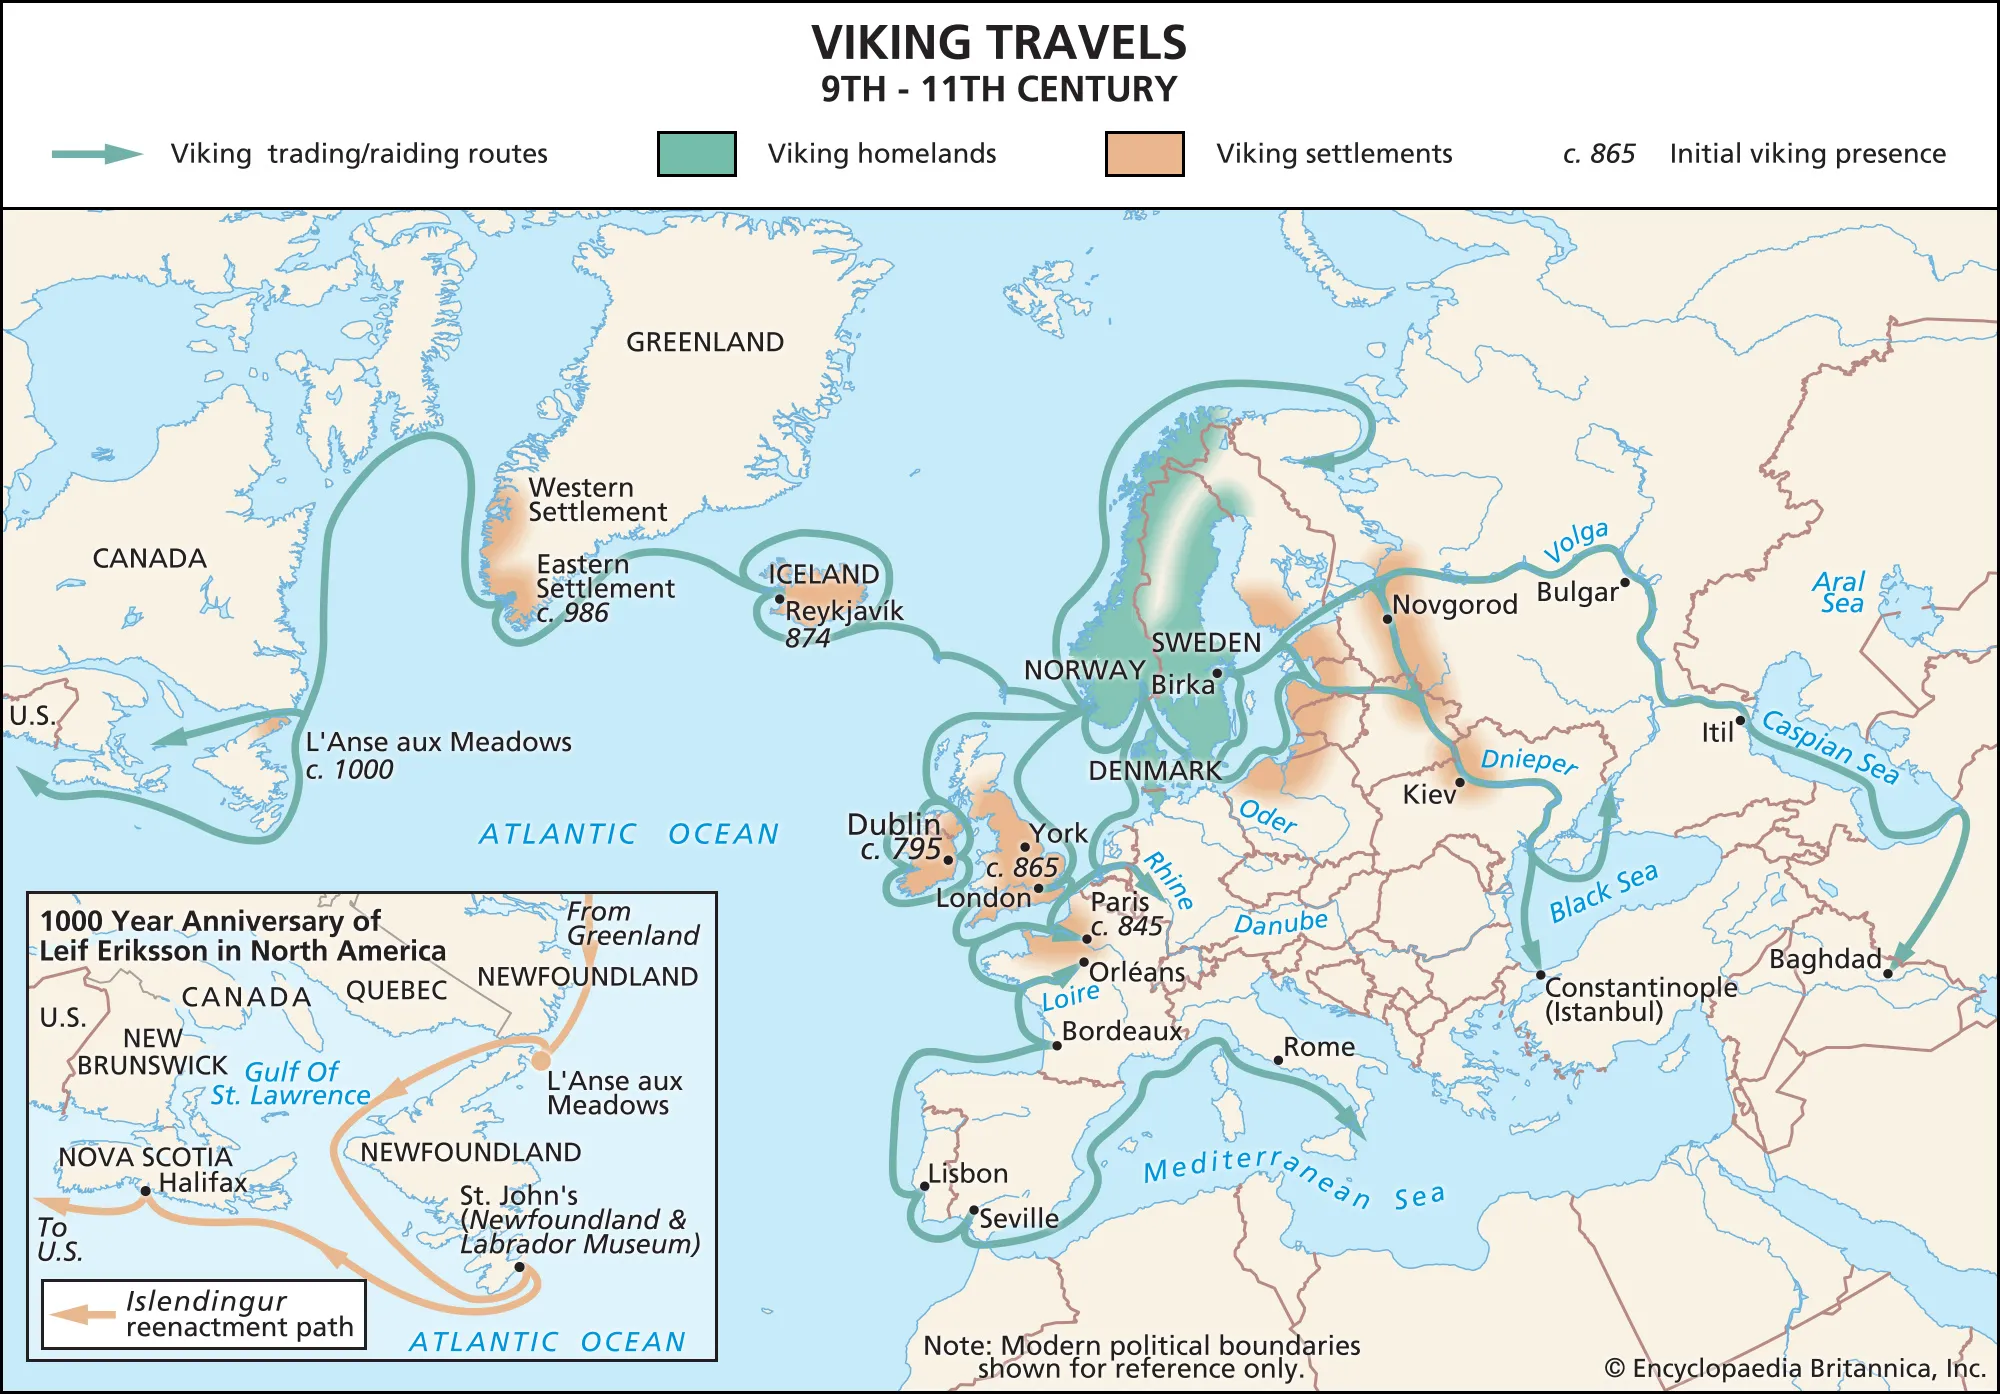 VIKING TRAVELS
9TH - 11TH CENTURY
Viking trading/raiding routes
Viking homelands
Viking settlements
c. 865 Initial viking presence
GREENLAND
Western
Settlement
Eastern
Settlement
c. 986
CANADA
ICELAND
Reykjavík
874
U.S.
L'Anse aux Meadows
c. 1000
ATLANTIC OCEAN
NORWAY
SWEDEN
Birka
DENMARK
Novgorod
Volga
Bulgar
Aral
Sea
Itil
Caspian Sea
Dnieper
Kiev
Oder
Dublin
c. 795
York
c. 865
London
Rhine
Paris
c. 845
Danube
Black Sea
Orléans
Loire
Bordeaux
Baghdad
Constantinople
(Istanbul)
Rome
Lisbon
Seville
Mediterranean Sea
1000 Year Anniversary of
Leif Eriksson in North America
From
Greenland
NEWFOUNDLAND
QUEBEC
CANADA
U.S.
NEW
BRUNSWICK
Gulf Of
St. Lawrence
L'Anse aux
Meadows
NEWFOUNDLAND
NOVA SCOTIA
Halifax
St. John's
(Newfoundland &
Labrador Museum)
To
U.S.
Islendingur
reenactment path
ATLANTIC OCEAN
Note: Modern political boundaries
shown for reference only.
© Encyclopaedia Britannica, Inc.